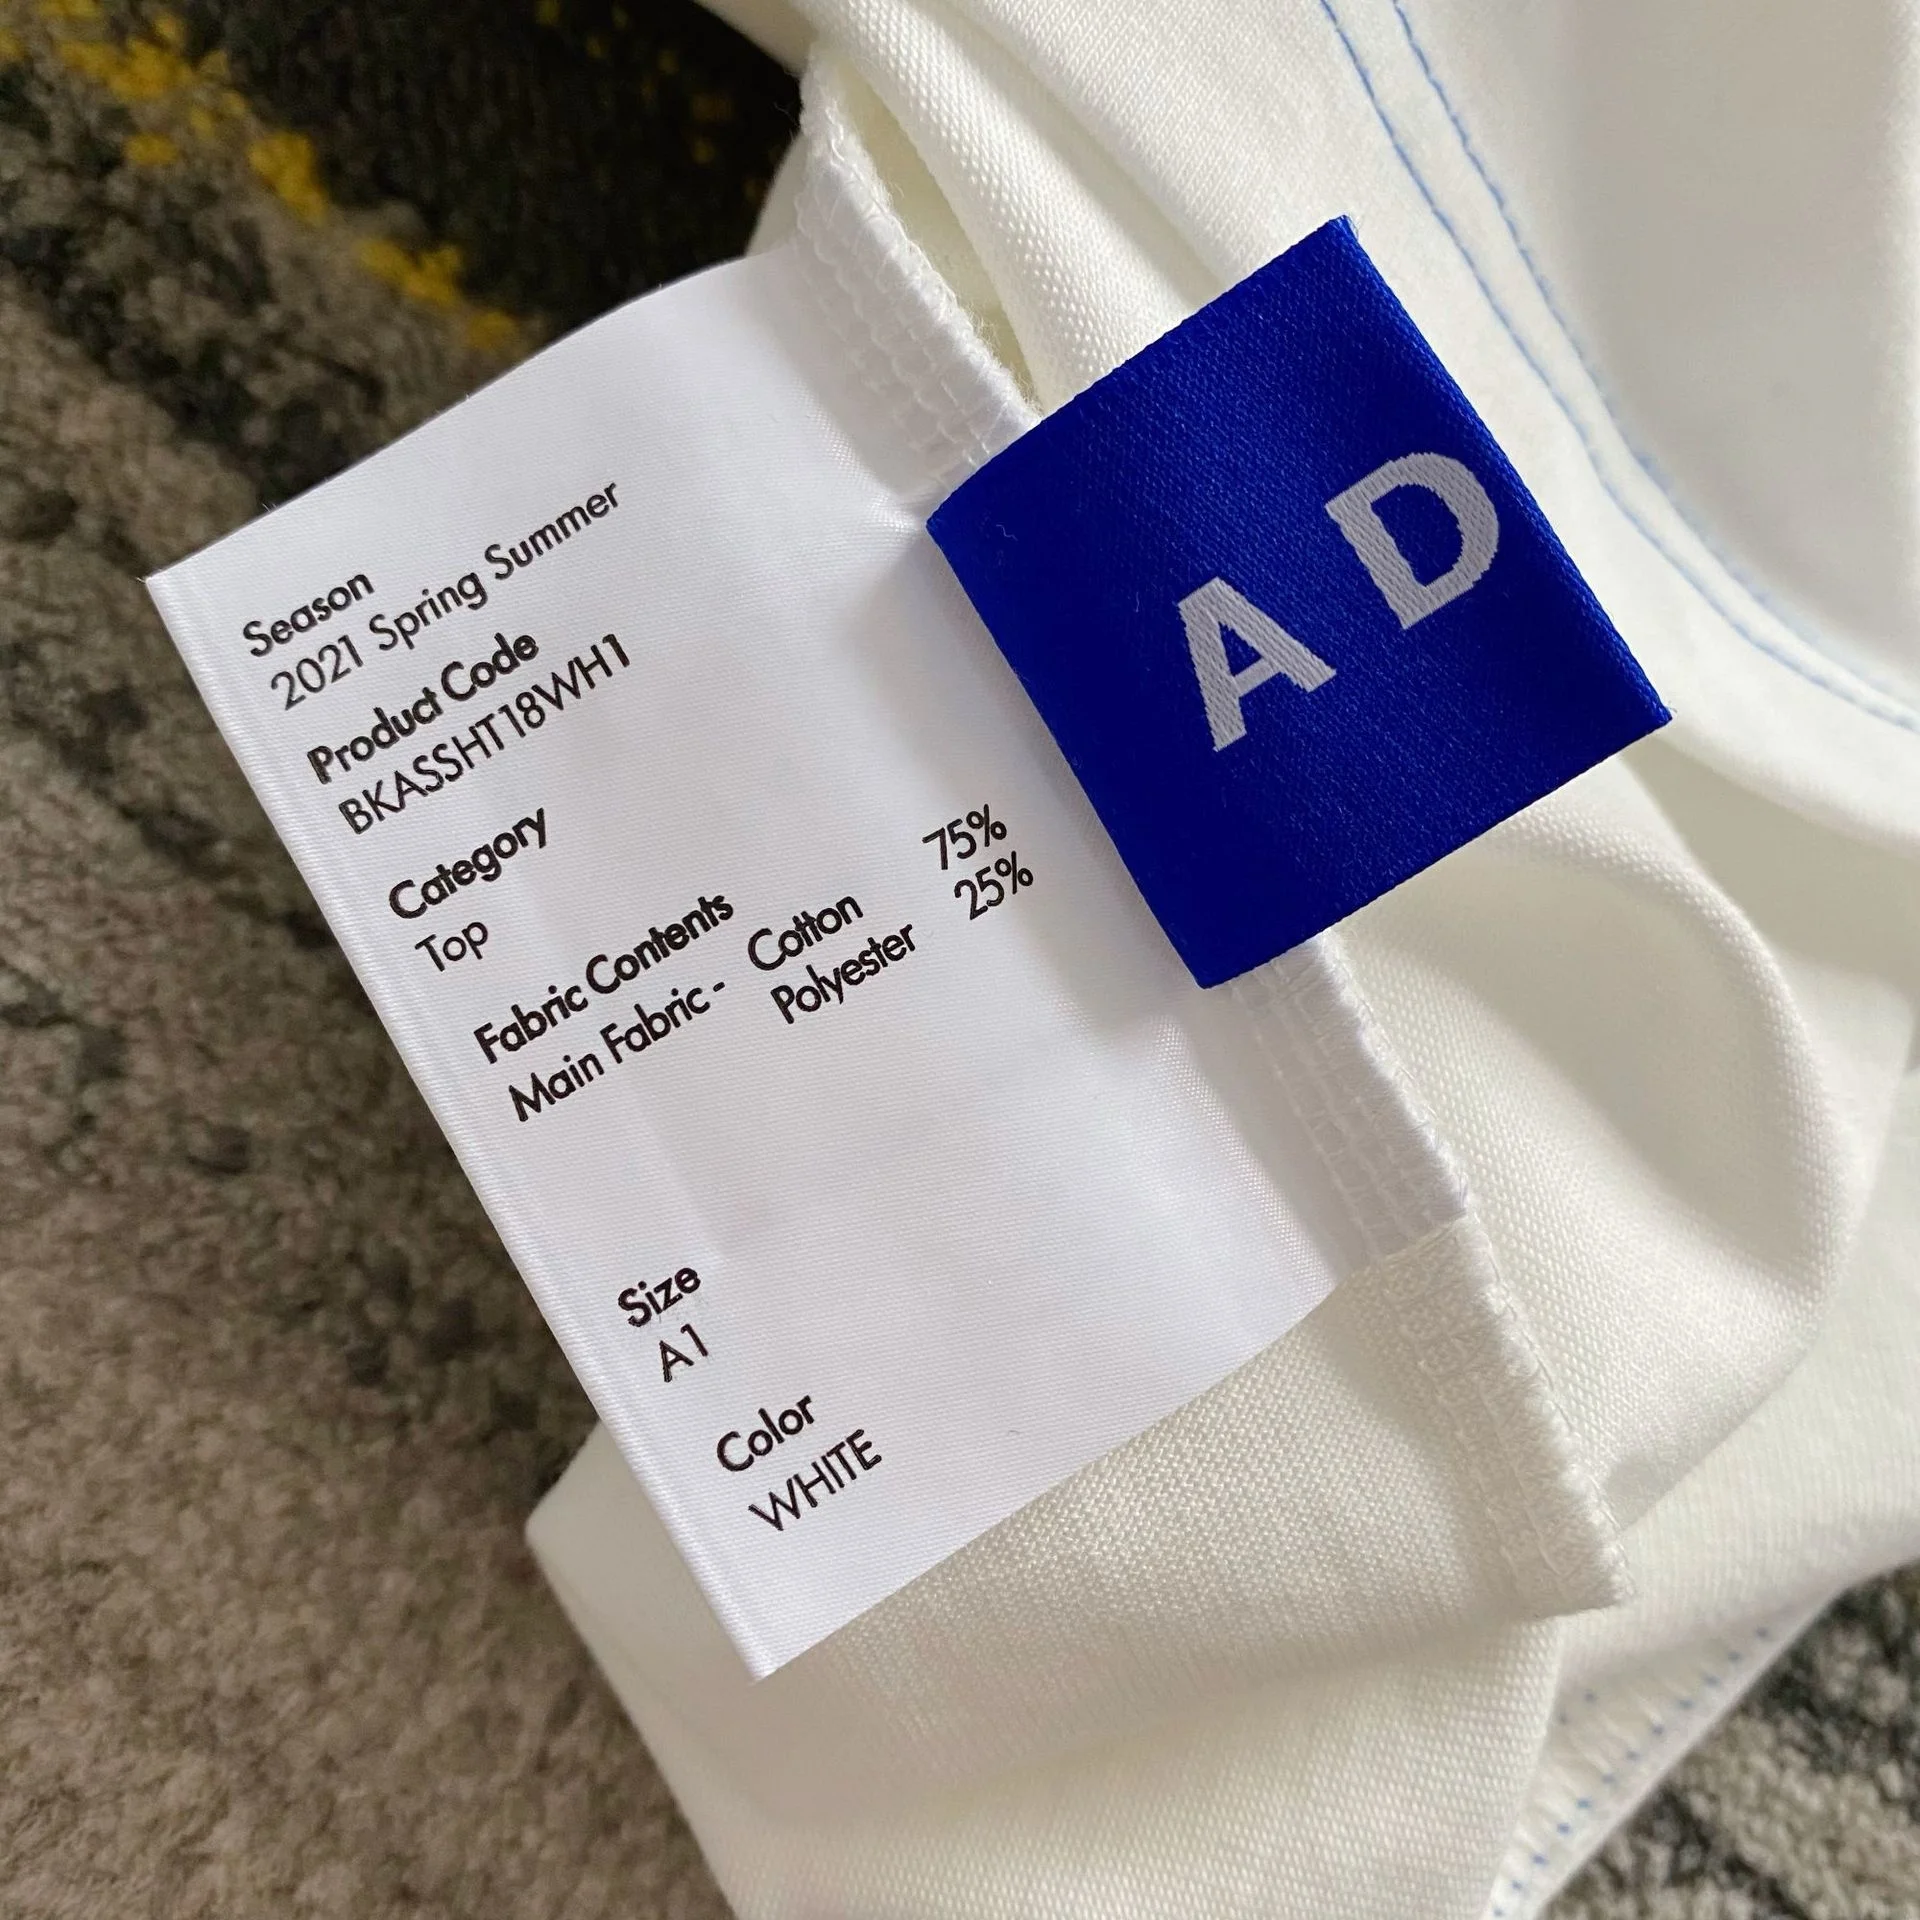 Season
2021 Spring Summer
Product Code
BKASSHT18WH1
Category
Top
Fabric Contents
Main Fabric - Cotton 75%
Polyester 25%
Size
A1
Color
WHITE
A D